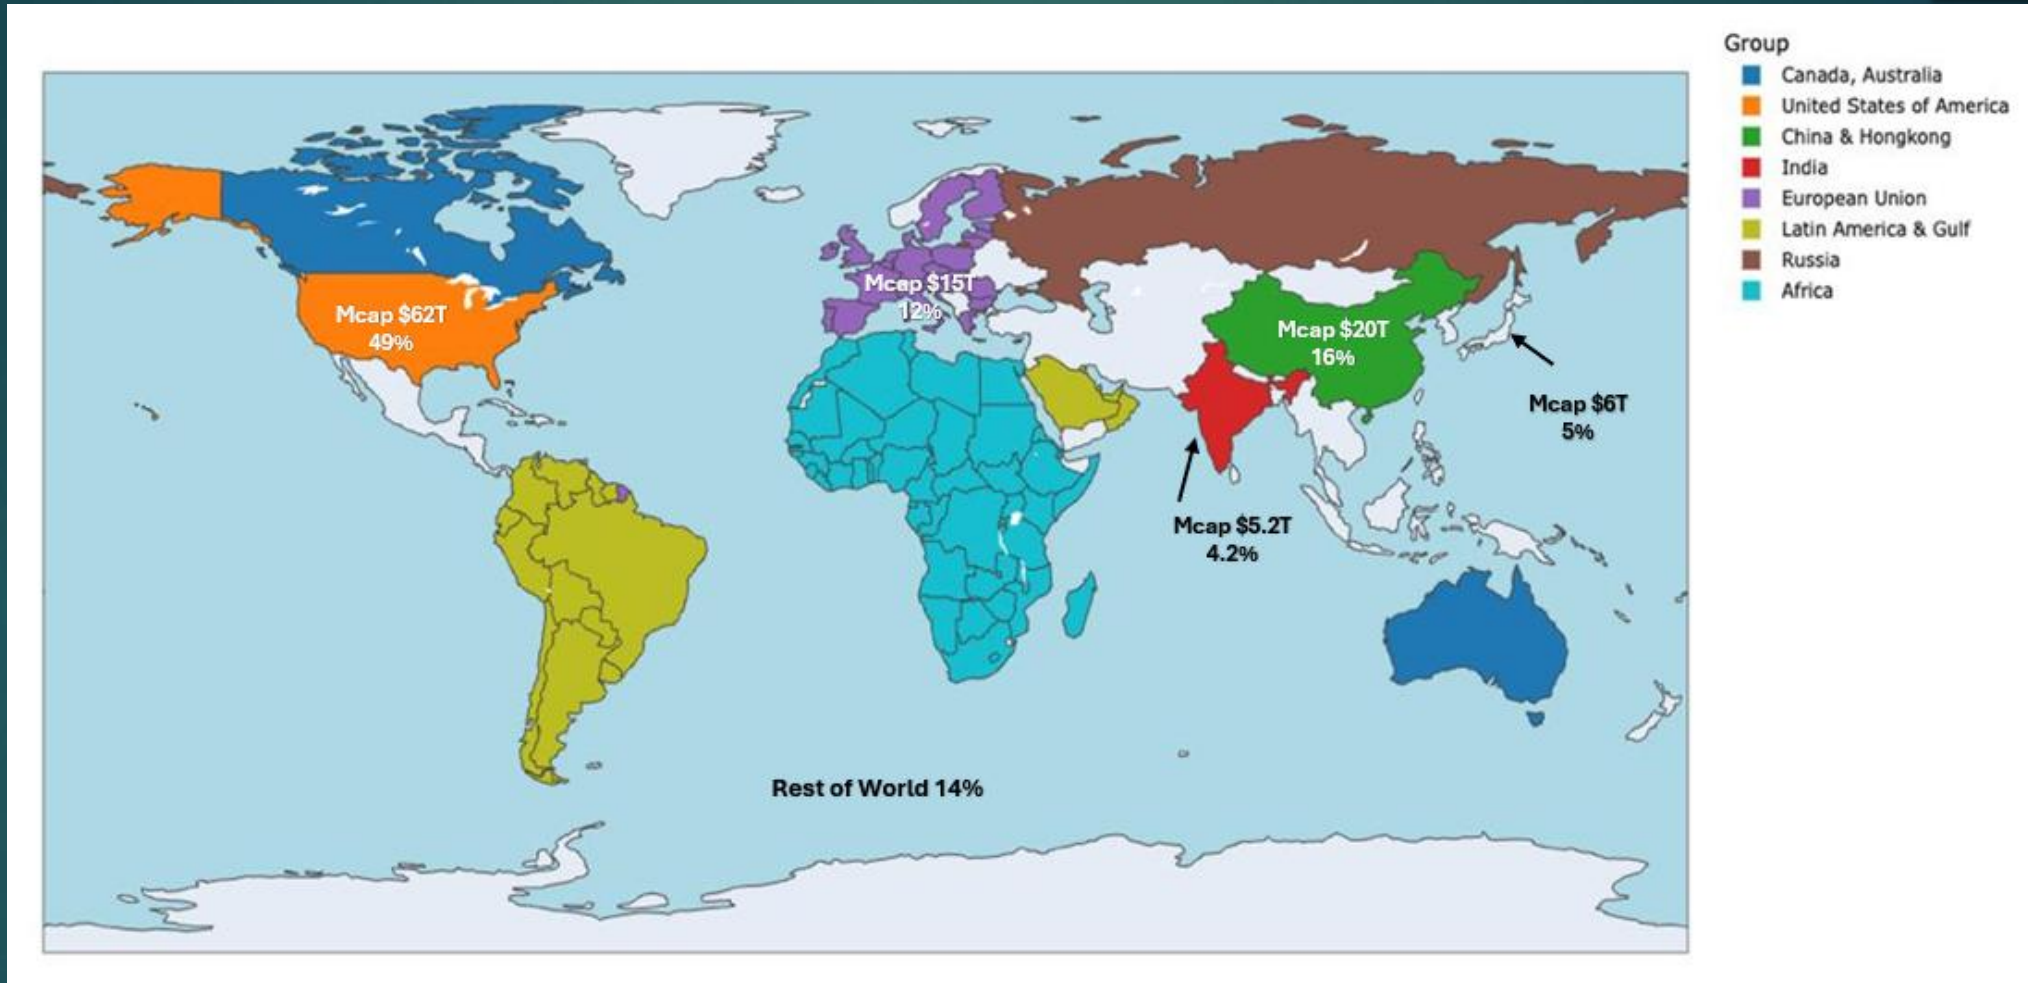 Group
Canada, Australia
United States of America
China & Hongkong
India
European Union
Latin America & Gulf
Russia
Africa
Mcap $62T
49%
Mcap $15T
12%
Mcap $20T
16%
Mcap $6T
5%
Mcap $5.2T
4.2%
Rest of World 14%